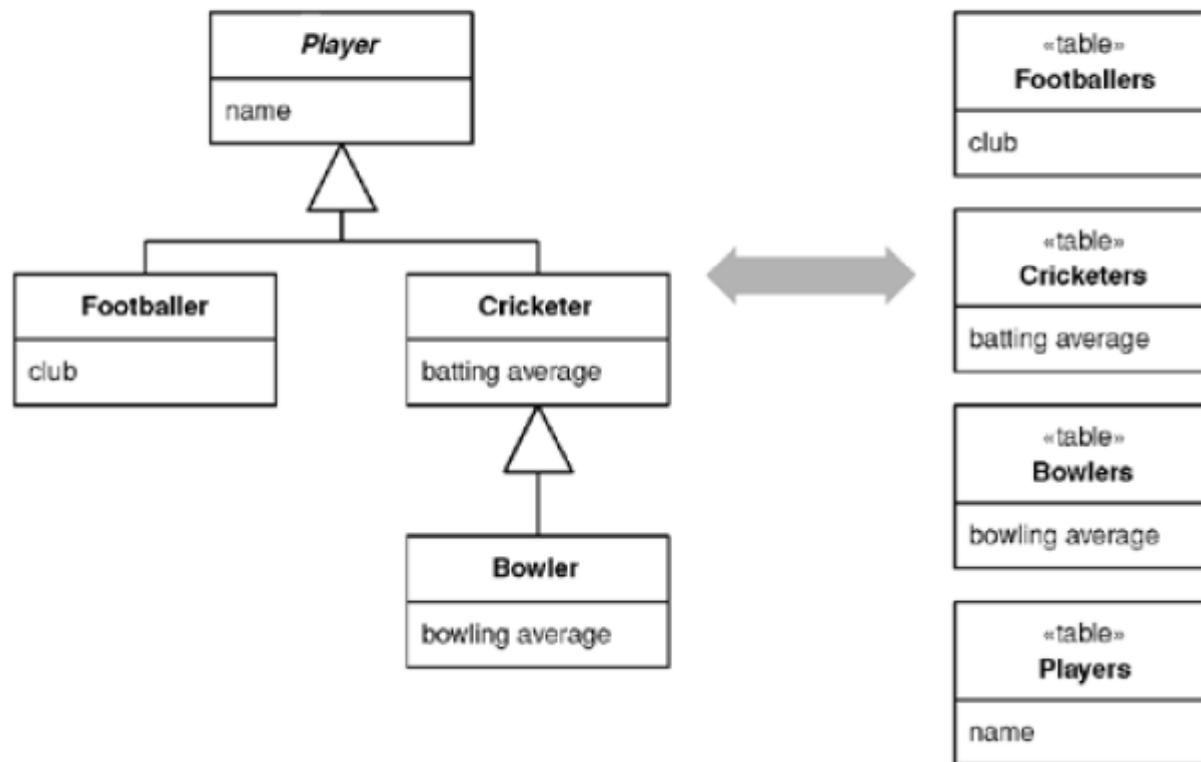 Player
name
Footballer
club
Cricketer
batting average
Bowler
bowling average
«table»
Footballers
club
«table»
Cricketers
batting average
«table»
Bowlers
bowling average
«table»
Players
name